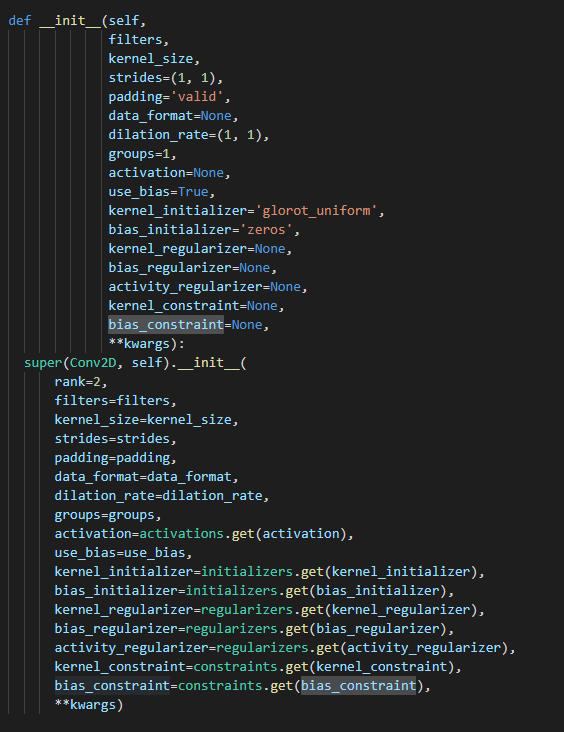 def __init__(self,
filters,
kernel_size,
strides=(1, 1),
padding='valid',
data_format=None,
dilation_rate=(1, 1),
groups=1,
activation=None,
use_bias=True,
kernel_initializer='glorot_uniform',
bias_initializer='zeros',
kernel_regularizer=None,
bias_regularizer=None,
activity_regularizer=None,
kernel_constraint=None,
bias_constraint=None,
**kwargs):
super(Conv2D, self).__init__(
rank=2,
filters=filters,
kernel_size=kernel_size,
strides=strides,
padding=padding,
data_format=data_format,
dilation_rate=dilation_rate,
groups=groups,
activation=activations.get(activation),
use_bias=use_bias,
kernel_initializer=initializers.get(kernel_initializer),
bias_initializer=initializers.get(bias_initializer),
kernel_regularizer=regularizers.get(kernel_regularizer),
bias_regularizer=regularizers.get(bias_regularizer),
activity_regularizer=regularizers.get(activity_regularizer),
kernel_constraint=constraints.get(kernel_constraint),
bias_constraint=constraints.get(bias_constraint),
**kwargs)